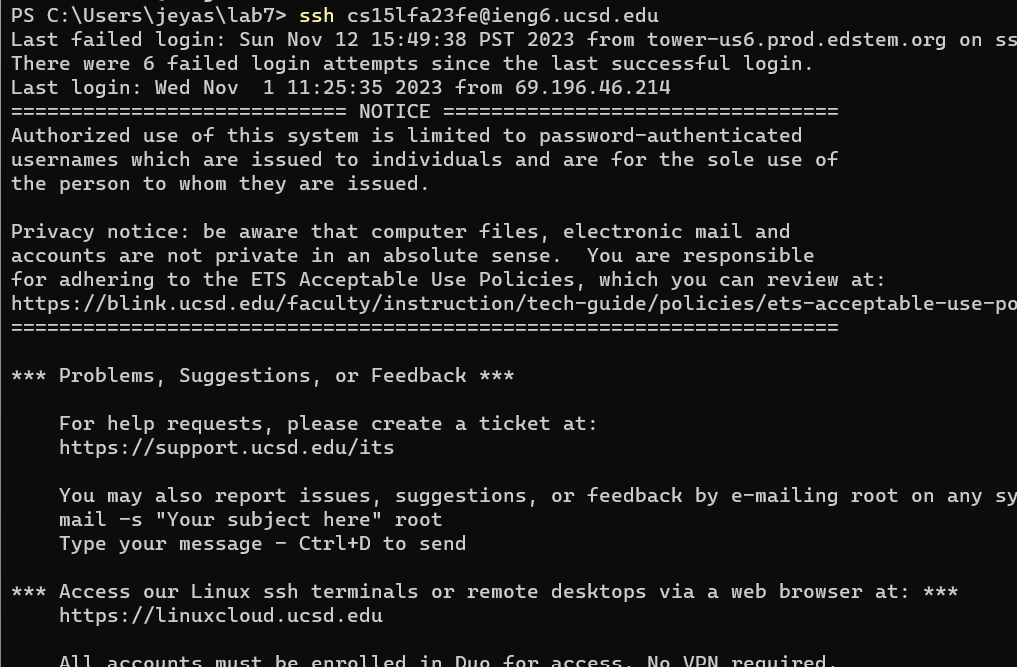 PS C:\Users\jeyas\lab7> ssh cs15lfa23fe@ieng6.ucsd.edu
Last failed login: Sun Nov 12 15:49:38 PST 2023 from tower-us6.prod.edstem.org on ss
There were 6 failed login attempts since the last successful login.
Last login: Wed Nov  1 11:25:35 2023 from 69.196.46.214
============================ NOTICE =================================
Authorized use of this system is limited to password-authenticated
usernames which are issued to individuals and are for the sole use of
the person to whom they are issued.

Privacy notice: be aware that computer files, electronic mail and
accounts are not private in an absolute sense.  You are responsible
for adhering to the ETS Acceptable Use Policies, which you can review at:
https://blink.ucsd.edu/faculty/instruction/tech-guide/policies/ets-acceptable-use-po
=====================================================================

*** Problems, Suggestions, or Feedback ***

    For help requests, please create a ticket at:
    https://support.ucsd.edu/its

    You may also report issues, suggestions, or feedback by e-mailing root on any sy
    mail -s "Your subject here" root
    Type your message - Ctrl+D to send

*** Access our Linux ssh terminals or remote desktops via a web browser at: ***
    https://linuxcloud.ucsd.edu

    All accounts must be enrolled in Duo for access. No VPN required.